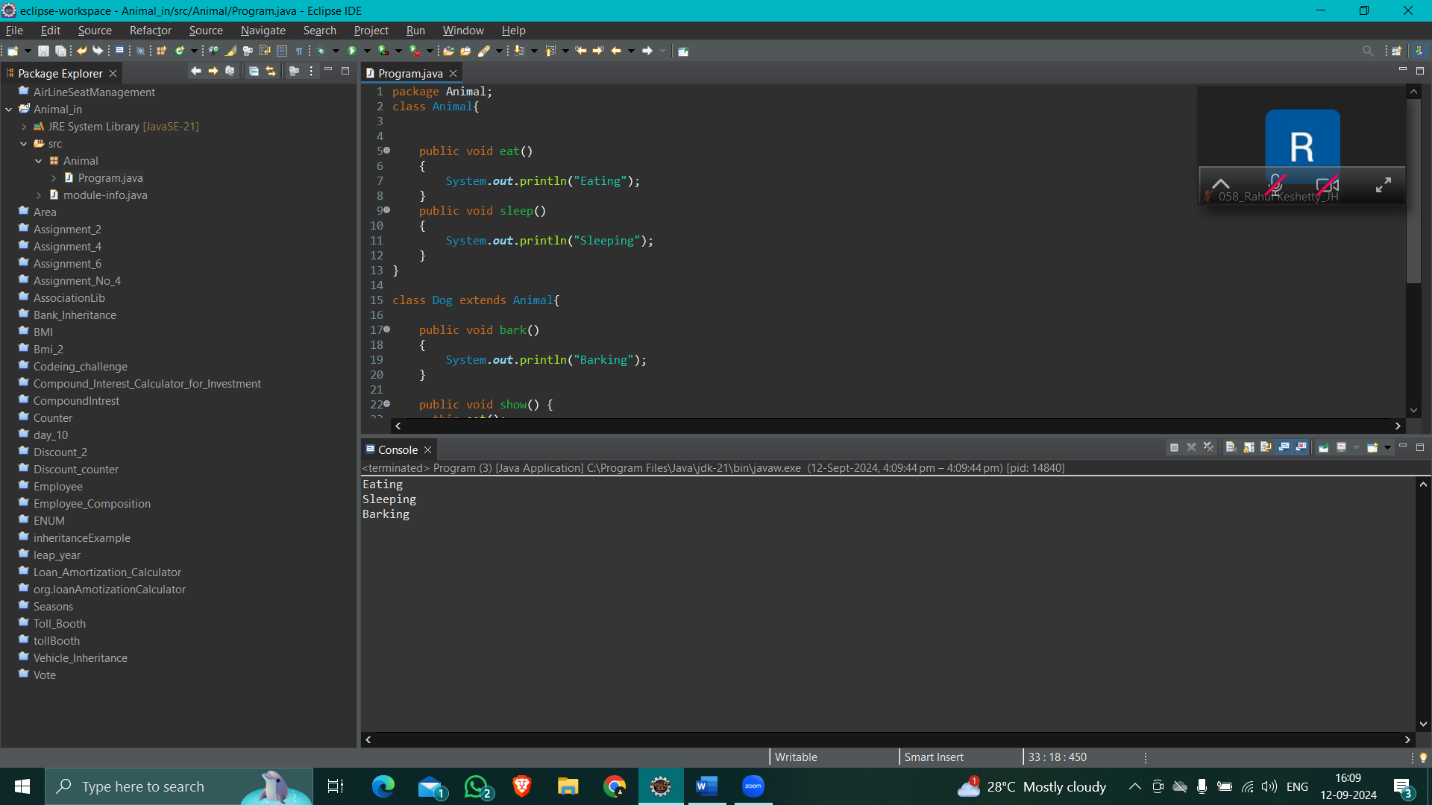 eclipse-workspace - Animal_in/src/Animal/Program.java - Eclipse IDE
File Edit Source Refactor Source Navigate Search Project Run Window Help
Package Explorer
AirLineSeatManagement
Animal_in
JRE System Library [JavaSE-21]
src
Animal
Program.java
module-info.java
Area
Assignment_2
Assignment_4
Assignment_6
Assignment_No_4
AssociationLib
Bank_Inheritance
BMI
Bmi_2
Codeing_challenge
Compound_Interest_Calculator_for_Investment
CompoundIntrest
Counter
day_10
Discount_2
Discount_counter
Employee
Employee_Composition
ENUM
inheritanceExample
leap_year
Loan_Amortization_Calculator
org.loanAmotizationCalculator
Seasons
Toll_Booth
tollBooth
Vehicle_Inheritance
Vote
Program.java
1 package Animal;
2 class Animal{
3
4
5 public void eat()
6 {
7 System.out.println("Eating");
8 }
9 public void sleep()
10 {
11 System.out.println("Sleeping");
12 }
13 }
14
15 class Dog extends Animal{
16
17 public void bark()
18 {
19 System.out.println("Barking");
20 }
21
22 public void show() {
R
058_Rahul Keshetty_JH
Console
<terminated> Program (3) [Java Application] C:\Program Files\Java\jdk-21\bin\javaw.exe (12-Sept-2024, 4:09:44 pm – 4:09:44 pm) [pid: 14840]
Eating
Sleeping
Barking
Writable Smart Insert 33 : 18 : 450
Type here to search
1
2
W
zoom
1
28°C Mostly cloudy
ENG
16:09
12-09-2024
3